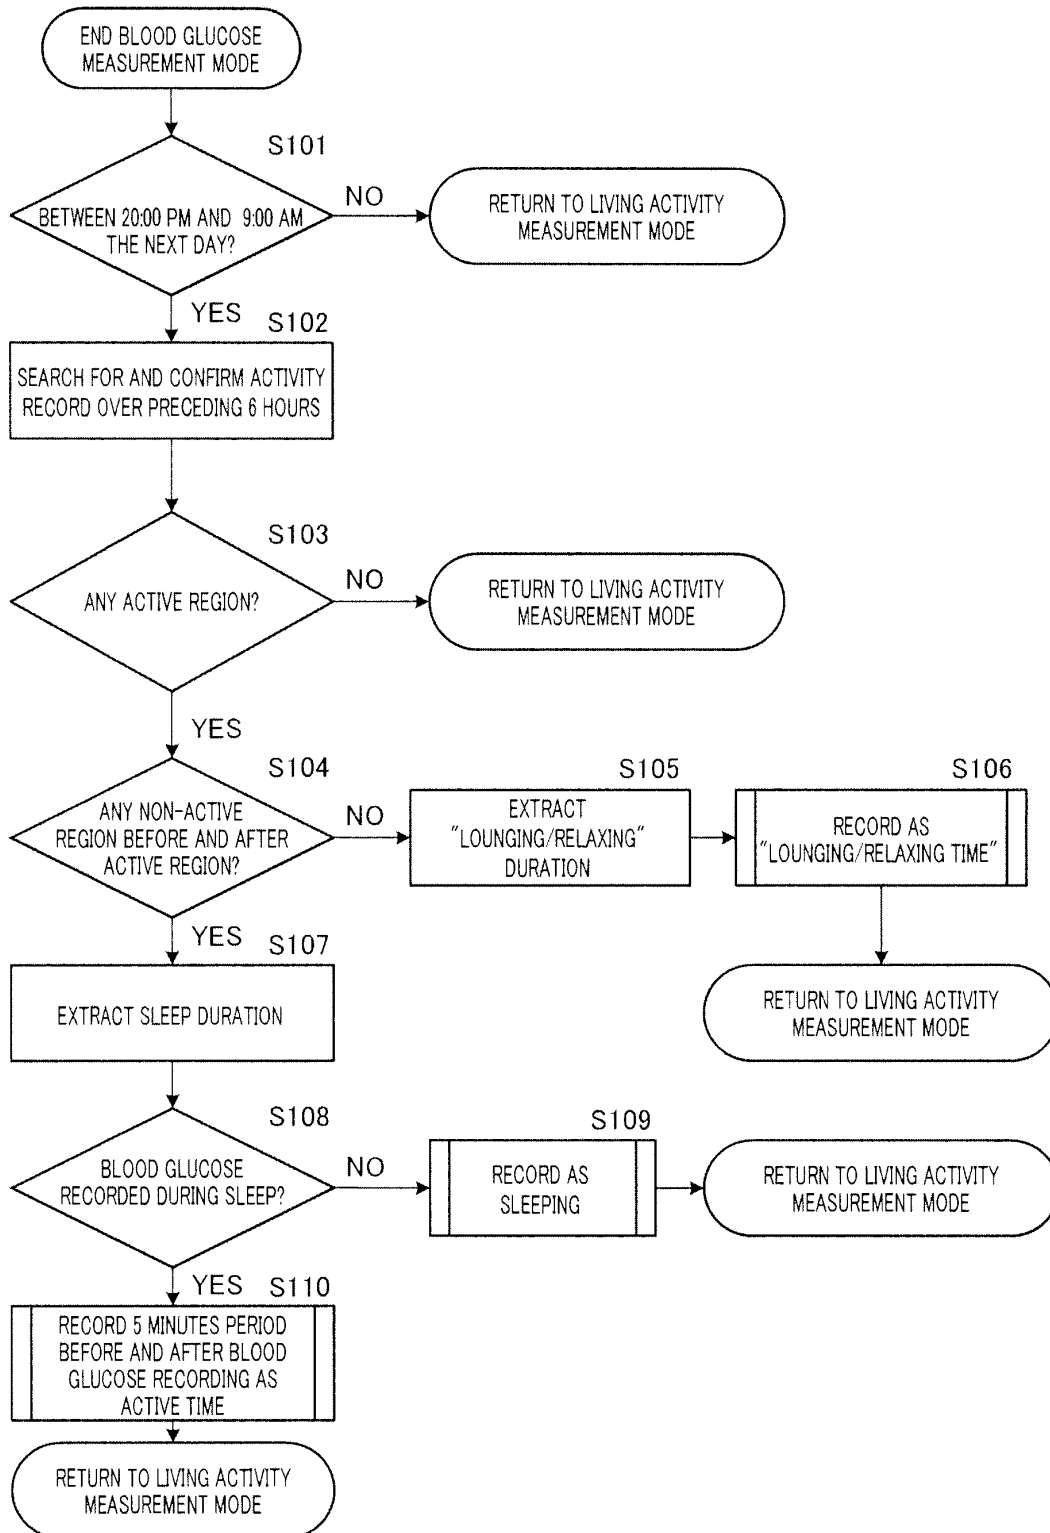 END BLOOD GLUCOSE
MEASUREMENT MODE
S101
BETWEEN 20:00 PM AND 9:00 AM
THE NEXT DAY?
NO
RETURN TO LIVING ACTIVITY
MEASUREMENT MODE
YES
S102
SEARCH FOR AND CONFIRM ACTIVITY
RECORD OVER PRECEDING 6 HOURS
S103
ANY ACTIVE REGION?
NO
RETURN TO LIVING ACTIVITY
MEASUREMENT MODE
YES
S104
ANY NON-ACTIVE
REGION BEFORE AND AFTER
ACTIVE REGION?
NO
S105
EXTRACT
"LOUNGING/RELAXING"
DURATION
S106
RECORD AS
"LOUNGING/RELAXING TIME"
RETURN TO LIVING ACTIVITY
MEASUREMENT MODE
YES
S107
EXTRACT SLEEP DURATION
S108
BLOOD GLUCOSE
RECORDED DURING SLEEP?
NO
S109
RECORD AS
SLEEPING
RETURN TO LIVING ACTIVITY
MEASUREMENT MODE
YES
S110
RECORD 5 MINUTES PERIOD
BEFORE AND AFTER BLOOD
GLUCOSE RECORDING AS
ACTIVE TIME
RETURN TO LIVING ACTIVITY
MEASUREMENT MODE